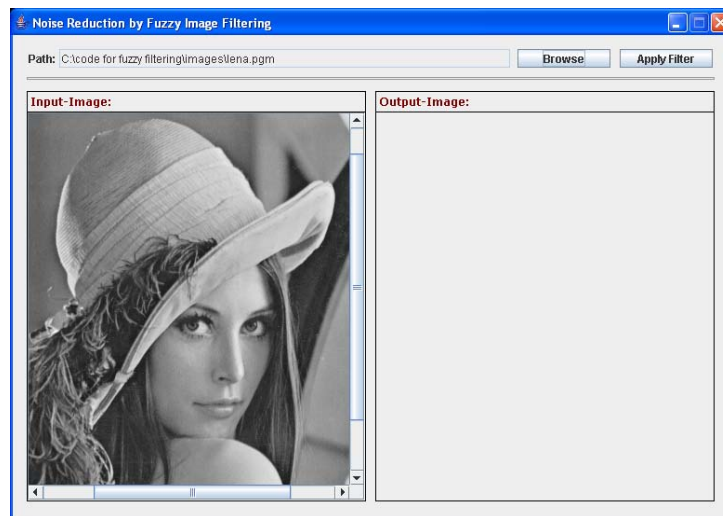 Noise Reduction by Fuzzy Image Filtering
Path: C:\code for fuzzy filtering\images\lena.pgm Browse Apply Filter
Input-Image: Output-Image: